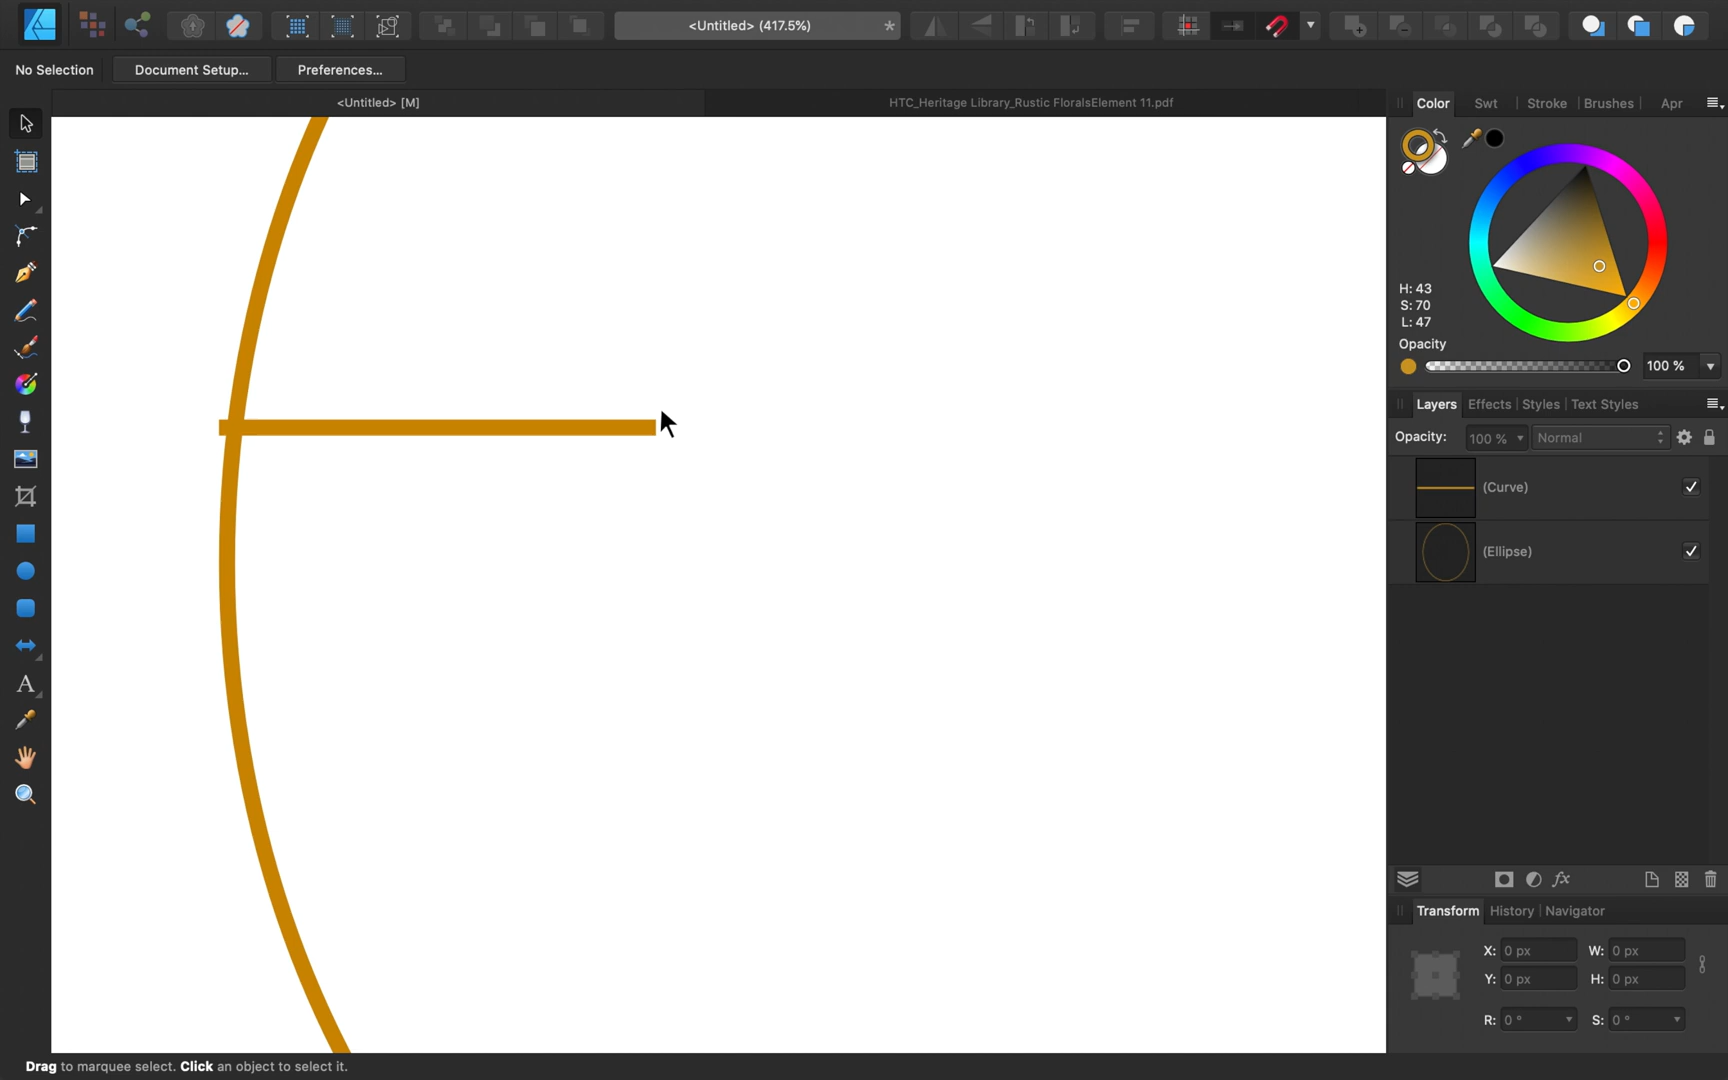 <Untitled> (417.5%) *
No Selection Document Setup... Preferences...
<Untitled> [M] HTC_Heritage Library_Rustic FloralsElement 11.pdf
Color Swt Stroke Brushes Apr
H: 43
S: 70
L: 47
Opacity
100 %
Layers Effects Styles Text Styles
Opacity: 100 % Normal
(Curve)
(Ellipse)
fx
Transform History Navigator
X: 0 px W: 0 px
Y: 0 px H: 0 px
R: 0 ° S: 0 °
A
Drag to marquee select. Click an object to select it.